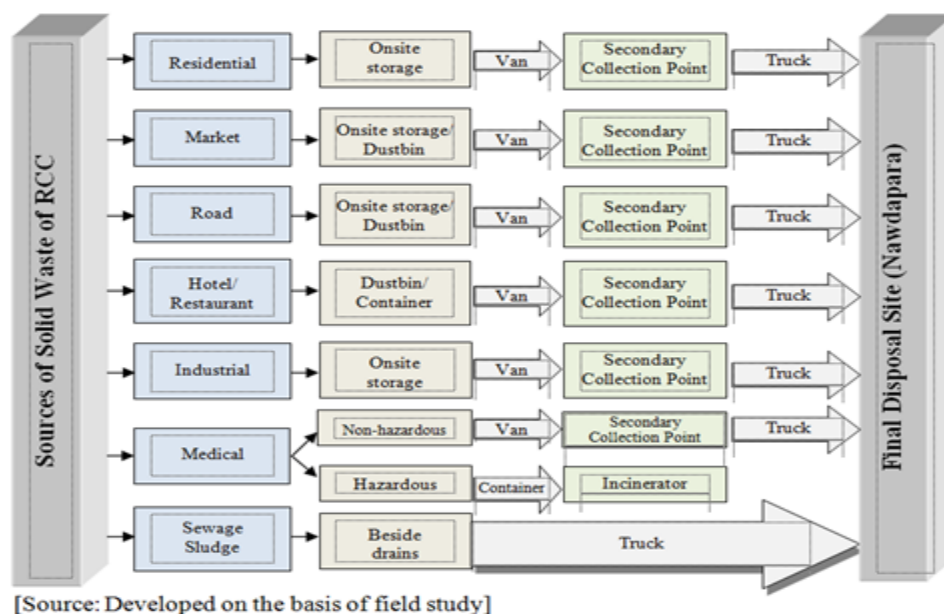 Sources of Solid Waste of RCC
Residential
Onsite
storage
Van
Secondary
Collection Point
Truck
Market
Onsite storage/
Dustbin
Van
Secondary
Collection Point
Truck
Road
Onsite storage/
Dustbin
Van
Secondary
Collection Point
Truck
Hotel/
Restaurant
Dustbin/
Container
Van
Secondary
Collection Point
Truck
Industrial
Onsite
storage
Van
Secondary
Collection Point
Truck
Medical
Non-hazardous
Van
Secondary
Collection Point
Truck
Hazardous
Container
Incinerator
Sewage
Sludge
Beside
drains
Truck
Final Disposal Site (Nawdapara)
[Source: Developed on the basis of field study]